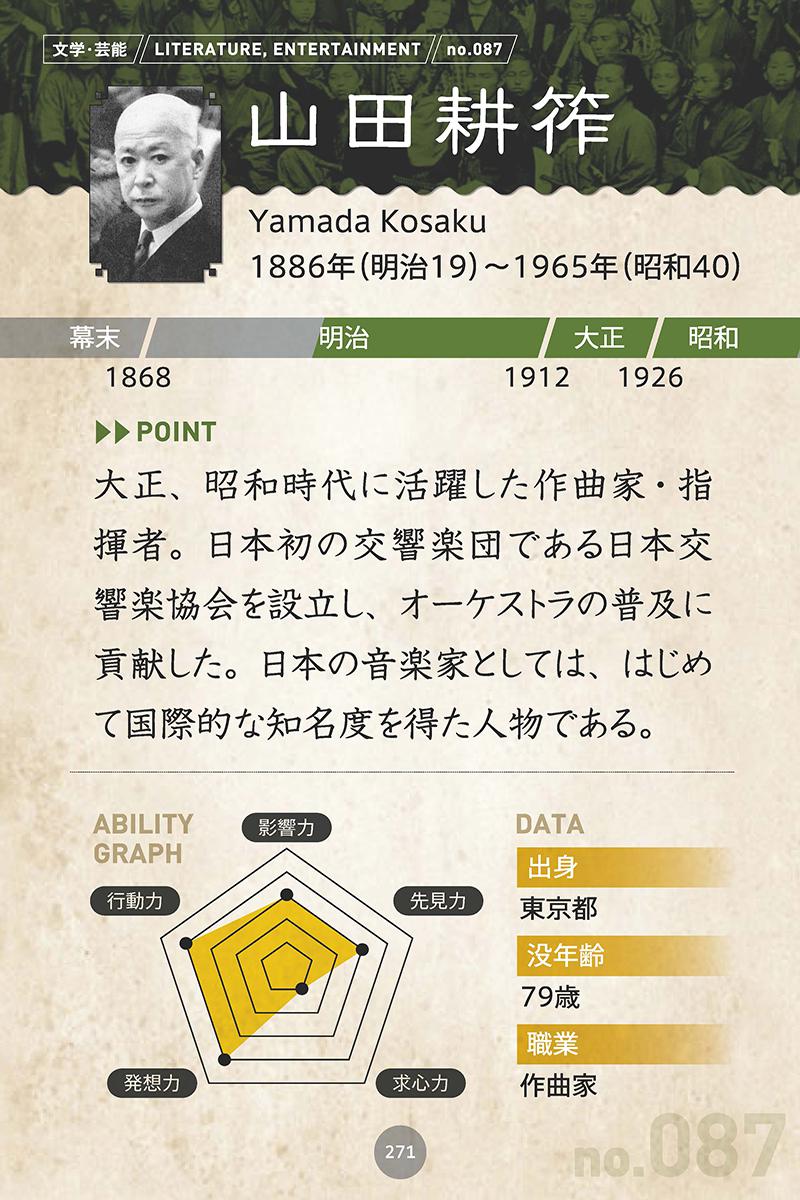 文学・芸能 LITERATURE, ENTERTAINMENT no.087
山田耕筰
Yamada Kosaku
1886年(明治19)~1965年(昭和40)
幕末 明治 大正 昭和
1868 1912 1926
POINT
大正、昭和時代に活躍した作曲家・指
揮者。日本初の交響楽団である日本交
響楽協会を設立し、オーケストラの普及に
貢献した。日本の音楽家としては、はじめ
て国際的な知名度を得た人物である。
ABILITY
GRAPH
影響力
行動力
先見力
発想力
求心力
DATA
出身
東京都
没年齢
79歳
職業
作曲家
271
no.087